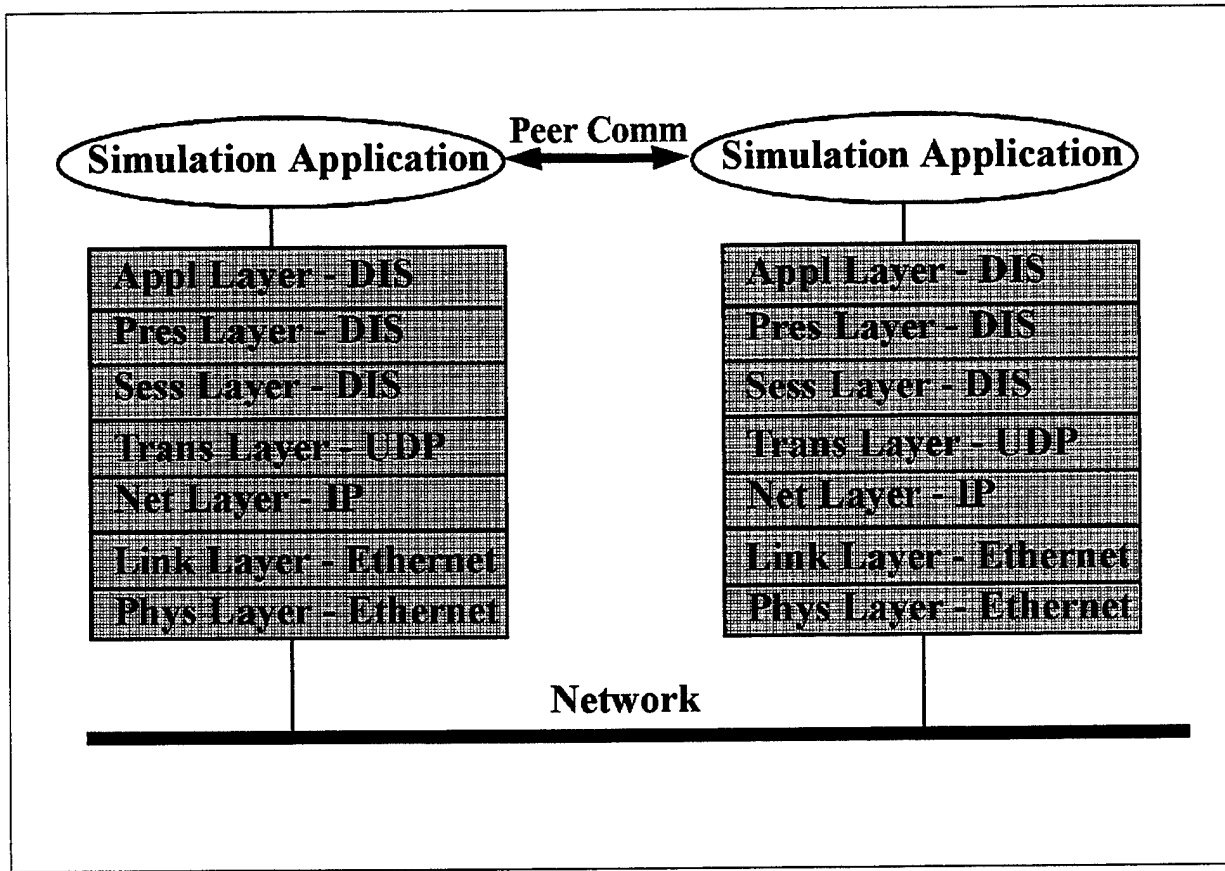 Peer Comm
Simulation Application
Simulation Application
Appl Layer - DIS
Pres Layer - DIS
Sess Layer - DIS
Trans Layer - UDP
Net Layer - IP
Link Layer - Ethernet
Phys Layer - Ethernet
Appl Layer - DIS
Pres Layer - DIS
Sess Layer - DIS
Trans Layer - UDP
Net Layer - IP
Link Layer - Ethernet
Phys Layer - Ethernet
Network